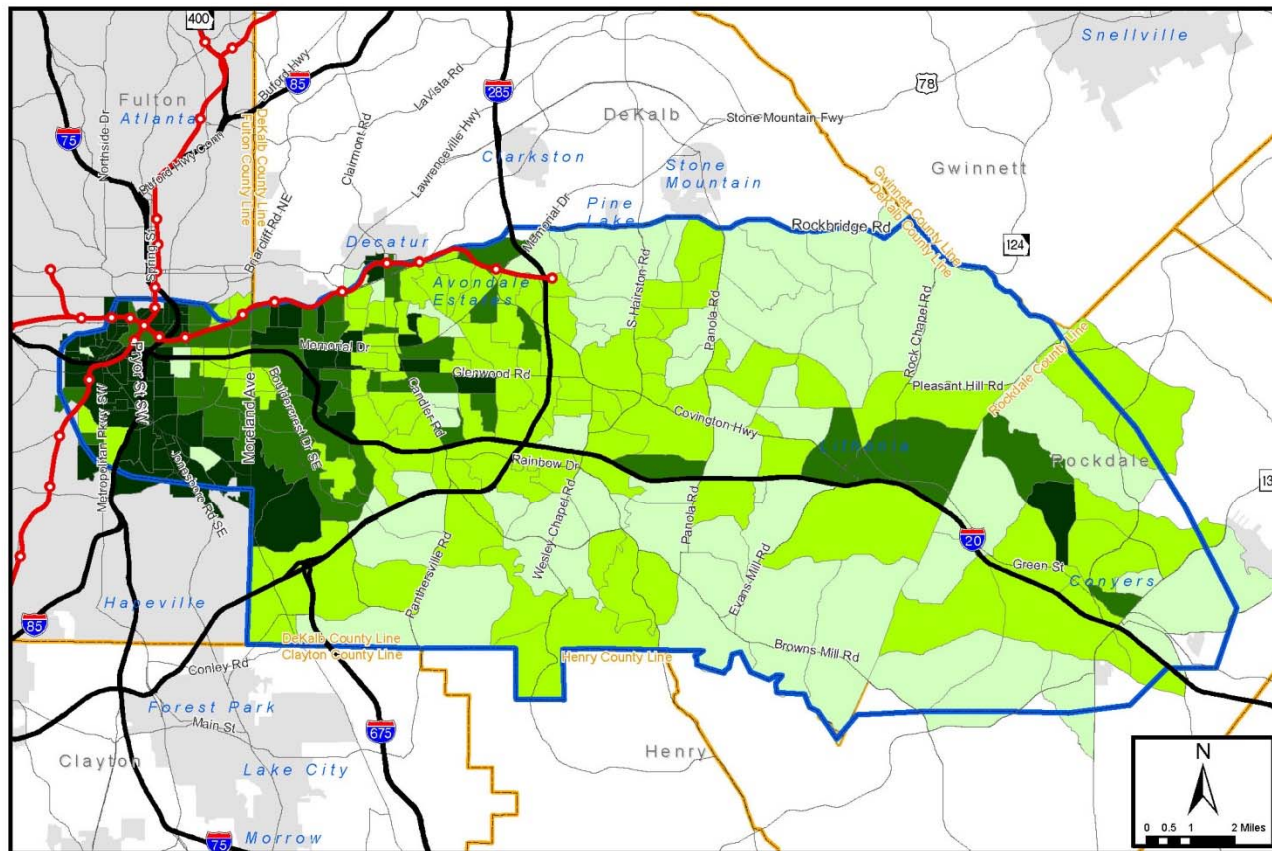 400
Snellville
Buford Hwy
85
LaVista Rd
Fulton
Atlanta
Northside-Dr
75
DeKalb County Line
Fulton County Line
Clairmont Rd
Lawrenceville Hwy
285
78
DeKalb
Stone Mountain Fwy
Buford Hwy Conn
Clarkston
Stone
Mountain
Gwinnett
Gwinnett County Line
DeKalb County Line
Briarcliff Rd-NE
Pine
Lake
Memorial Dr
Decatur
Rockbridge Rd
124
Spring St
Avondale
Estates
S-Hairston-Rd
Panola-Rd
Rock Chapel-Rd
Rockdale County Line
Memorial Dr
Pryor St SW
Glenwood Rd
Pleasant Hill Rd
Metropolitan Pkwy SW
Moreland Ave
Bouldercrest Dr SE
Candler-Rd
Covington Hwy
Lithonia
Rockdale
Jonesboro Rd SE
Rainbow Dr
13
Wesley Chapel-Rd
Panola-Rd
20
Green St
Panthersville Rd
Evans-Mill-Rd
Conyers
Hapeville
85
DeKalb County Line
Clayton County Line
Henry County Line
Browns-Mill-Rd
Conley Rd
Forest Park
Main St
675
Clayton
Henry
Lake City
Morrow
75
N
0 0.5 1 2 Miles